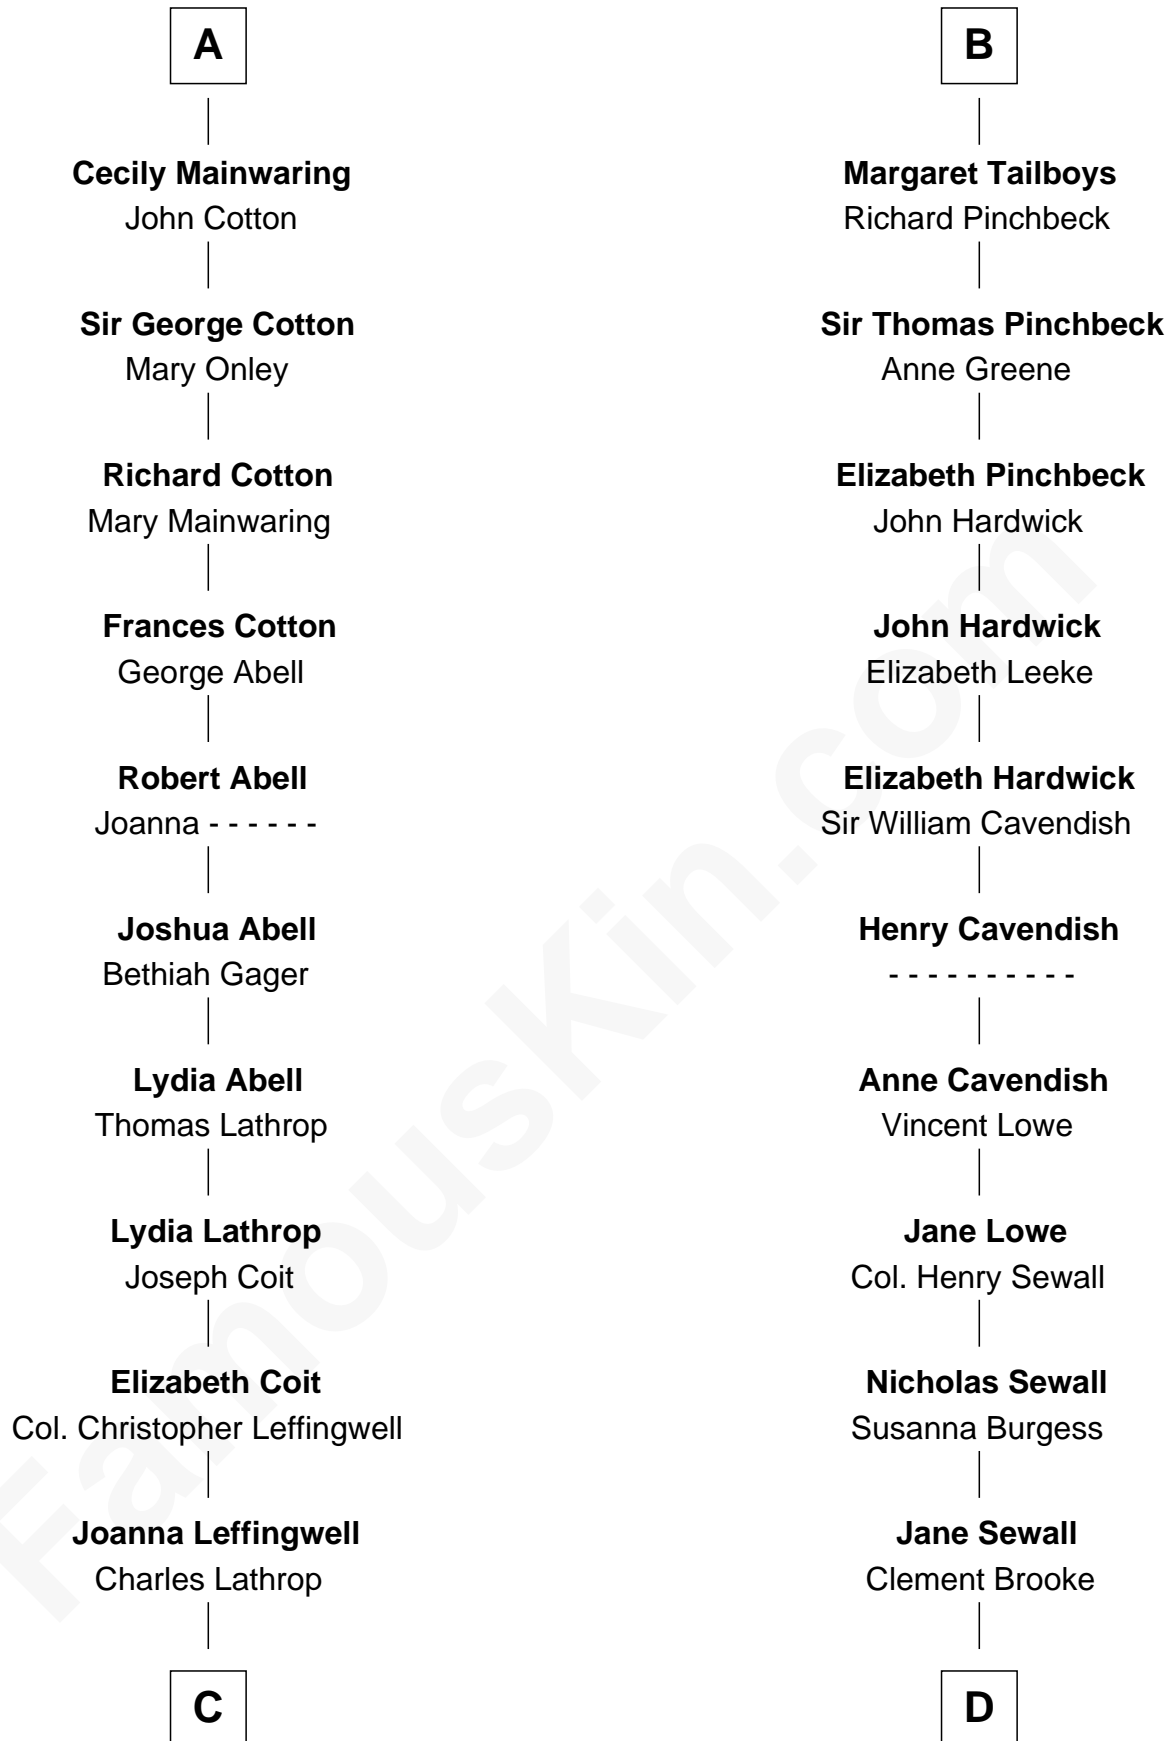 A
Cecily Mainwaring
John Cotton
Sir George Cotton
Mary Onley
Richard Cotton
Mary Mainwaring
Frances Cotton
George Abell
Robert Abell
Joanna - - - - - -
Joshua Abell
Bethiah Gager
Lydia Abell
Thomas Lathrop
Lydia Lathrop
Joseph Coit
Elizabeth Coit
Col. Christopher Leffingwell
Joanna Leffingwell
Charles Lathrop
C
B
Margaret Tailboys
Richard Pinchbeck
Sir Thomas Pinchbeck
Anne Greene
Elizabeth Pinchbeck
John Hardwick
John Hardwick
Elizabeth Leeke
Elizabeth Hardwick
Sir William Cavendish
Henry Cavendish
- - - - - - - - - -
Anne Cavendish
Vincent Lowe
Jane Lowe
Col. Henry Sewall
Nicholas Sewall
Susanna Burgess
Jane Sewall
Clement Brooke
D
FamousKin.com